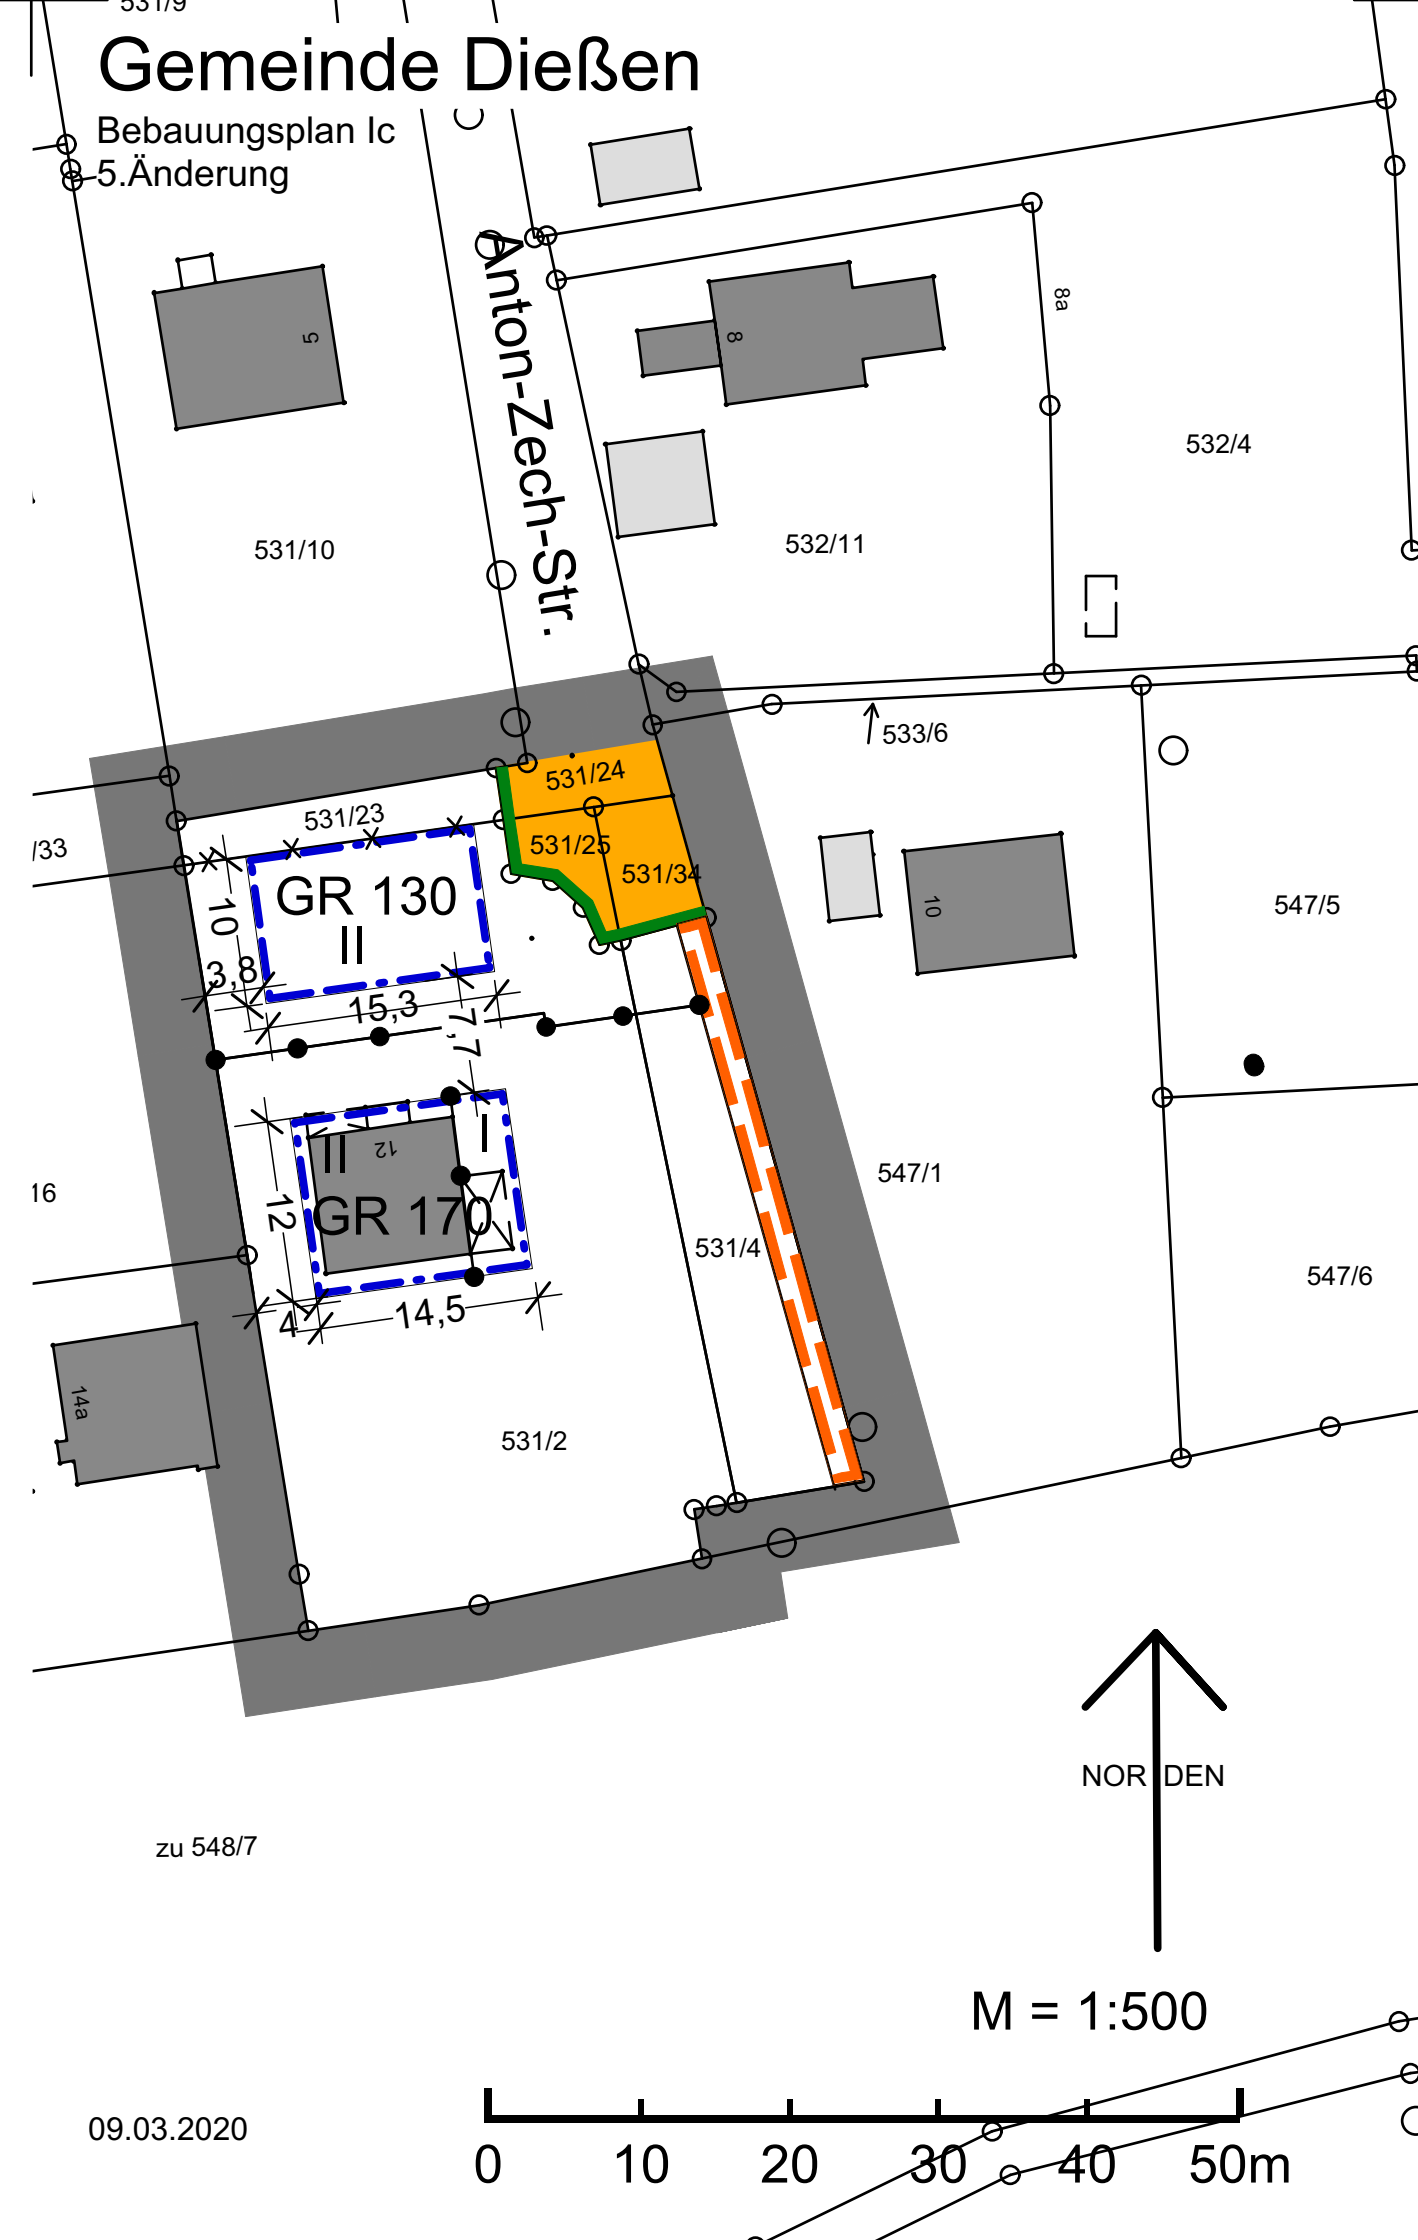 531/9
Gemeinde Dießen
Bebauungsplan Ic
5.Änderung
Anton-Zech-Str.
5
8
8a
532/4
531/10
532/11
533/6
531/24
531/23
531/25
531/34
/33
GR 130
II
10
3,8
15,3
7,7
10
547/5
I
II
12
GR 170
12
547/1
16
531/4
547/6
4
14,5
14a
531/2
NORDEN
zu 548/7
M = 1:500
09.03.2020
0 10 20 30 40 50m